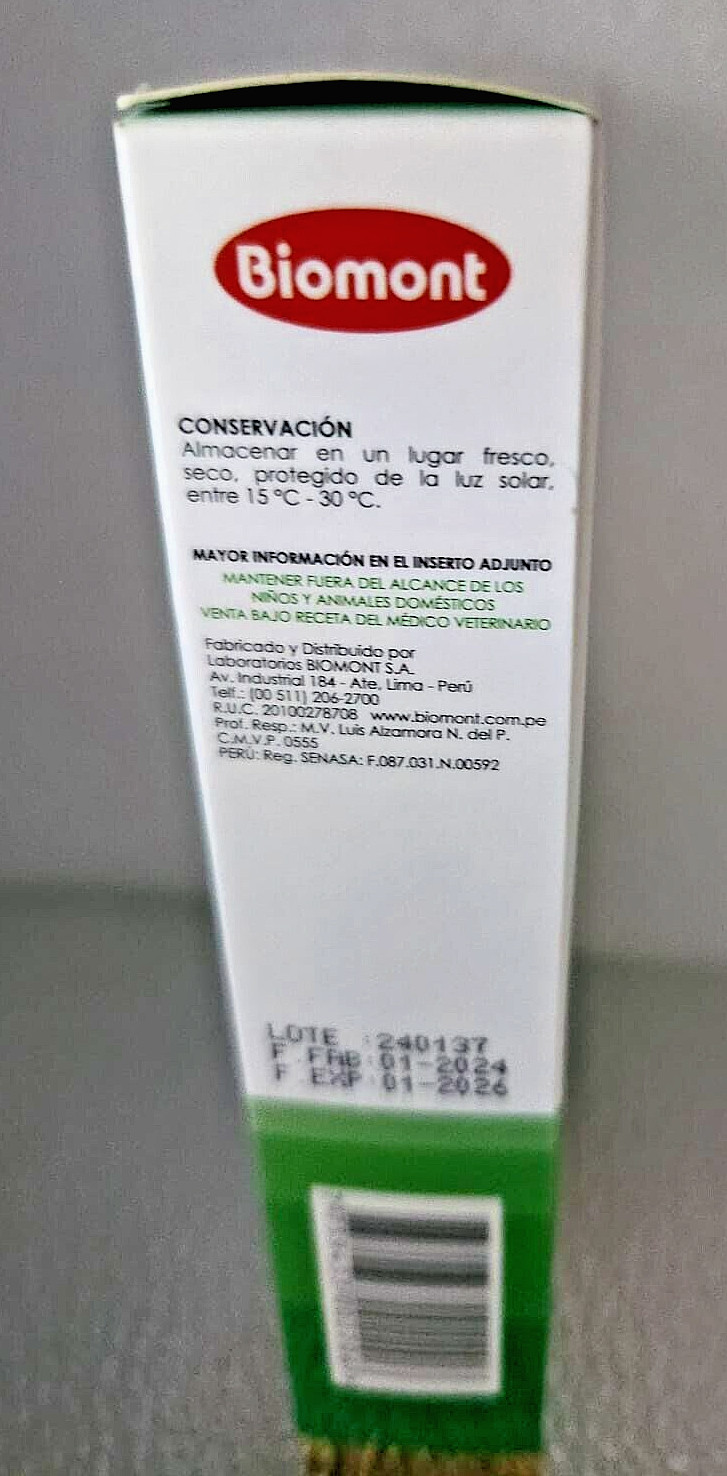 Biomont
CONSERVACIÓN
Almacenar en un lugar fresco,
seco, protegido de la luz solar,
entre 15 °C - 30 °C.
MAYOR INFORMACIÓN EN EL INSERTO ADJUNTO
MANTENER FUERA DEL ALCANCE DE LOS
NIÑOS Y ANIMALES DOMÉSTICOS
VENTA BAJO RECETA DEL MÉDICO VETERINARIO
Fabricado y Distribuido por
Laboratorios BIOMONT S.A.
Av. Industrial 184 - Ate, Lima - Perú
Telf.: (00 511) 206-2700
R.U.C. 20100278708 www.biomont.com.pe
Prof. Resp.: M.V. Luis Alzamora N. del P.
C.M.V.P. 0555
PERÚ: Reg. SENASA: F.087.031.N.00592
LOTE : 240137
F. FAB : 01-2024
F. EXP : 01-2026